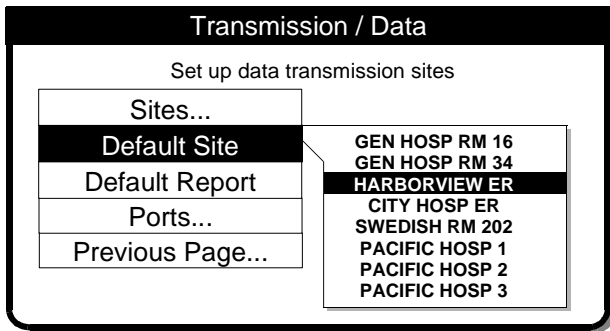 Transmission / Data
Set up data transmission sites
Sites...
Default Site
Default Report
Ports...
Previous Page...
GEN HOSP RM 16
GEN HOSP RM 34
HARBORVIEW ER
CITY HOSP ER
SWEDISH RM 202
PACIFIC HOSP 1
PACIFIC HOSP 2
PACIFIC HOSP 3